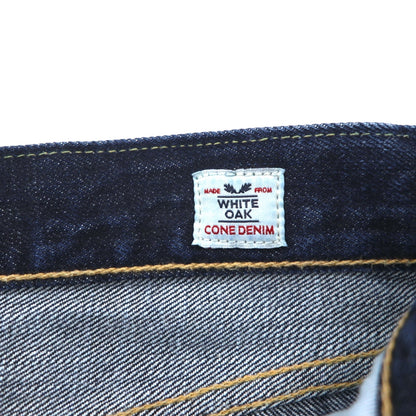 MADE FROM
WHITE
OAK
CONE DENIM